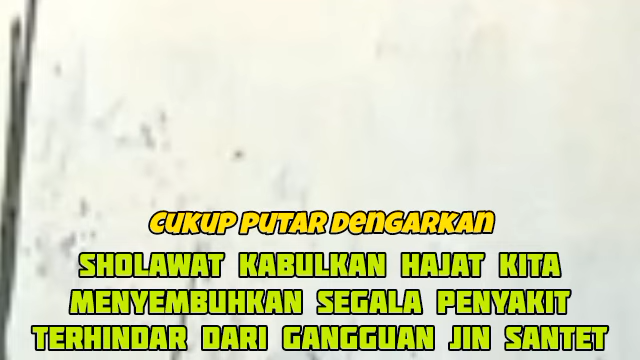 CUKUP PUTAR DENGARKAN
SHOLAWAT KABULKAN HAJAT KITA
MENYEMBUHKAN SEGALA PENYAKIT
TERHINDAR DARI GANGGUAN JIN SANTET